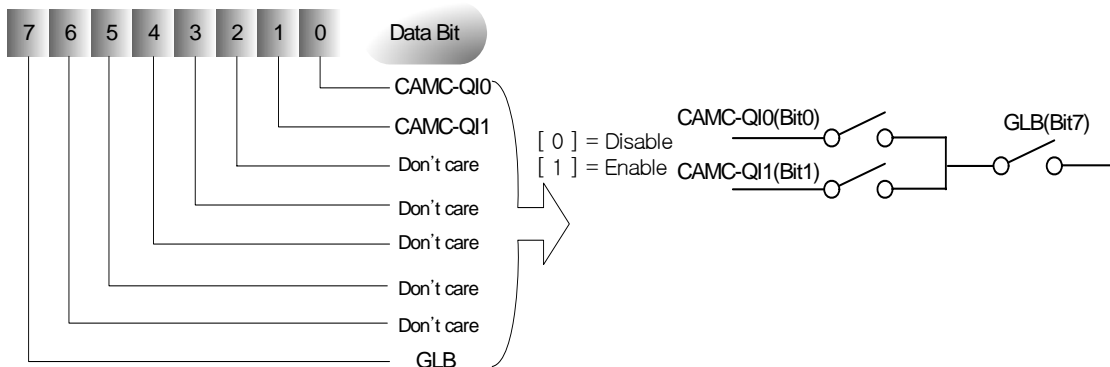 7 6 5 4 3 2 1 0 Data Bit
CAMC-QI0
CAMC-QI1
Don't care
Don't care
Don't care
Don't care
Don't care
GLB
[ 0 ] = Disable
[ 1 ] = Enable
CAMC-QI0(Bit0)
CAMC-QI1(Bit1)
GLB(Bit7)